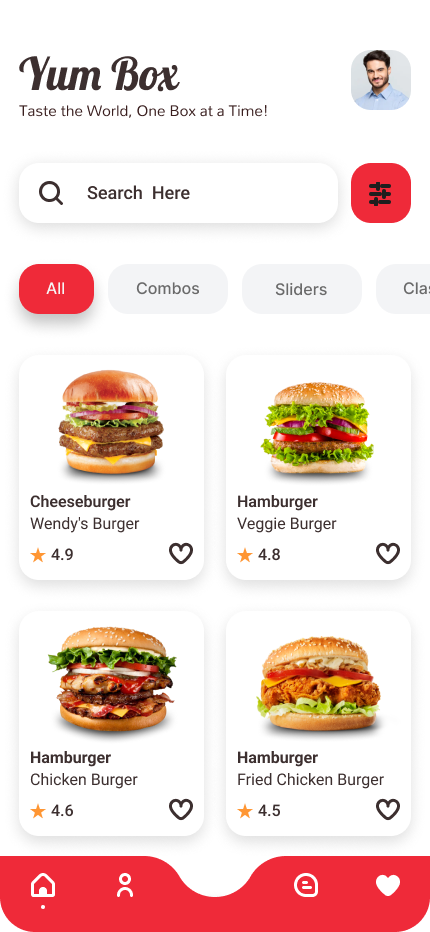 Yum Box
Taste the World, One Box at a Time!
Search Here
All Combos Sliders Clas
Cheeseburger
Wendy's Burger
4.9
Hamburger
Veggie Burger
4.8
Hamburger
Chicken Burger
4.6
Hamburger
Fried Chicken Burger
4.5